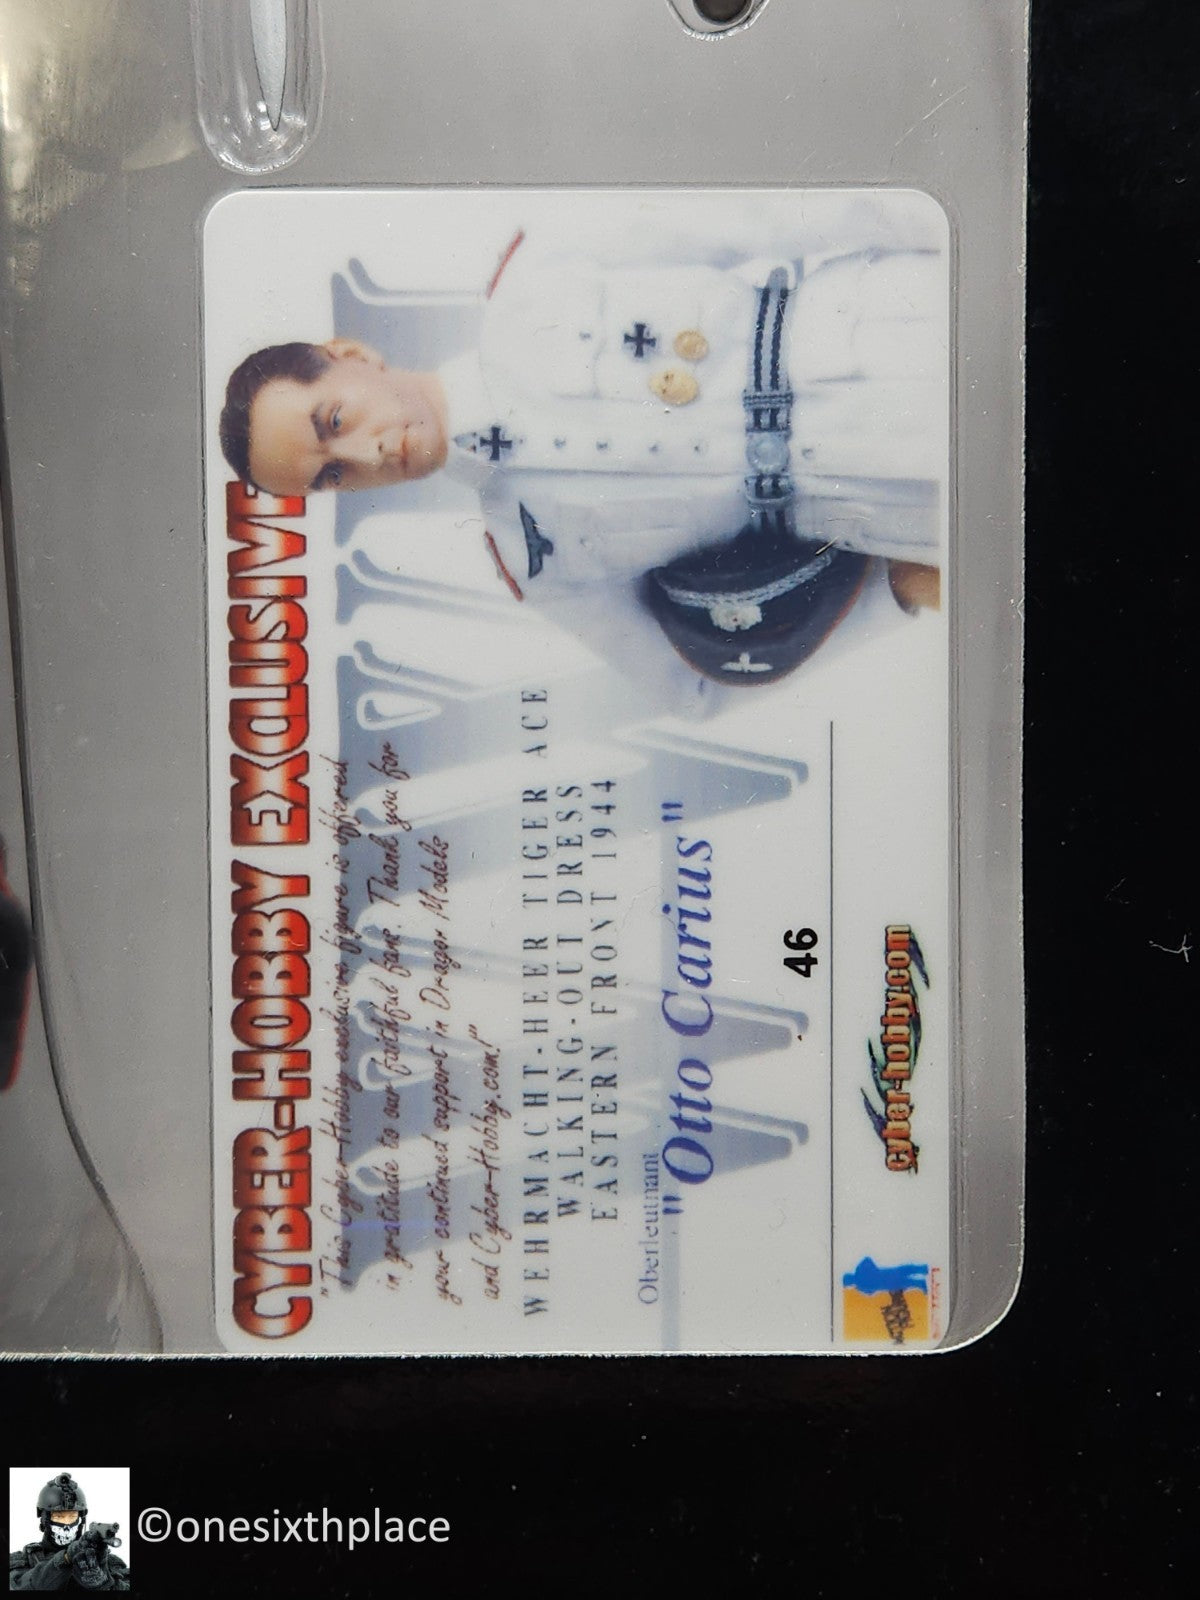 CYBER-HOBBY EXCLUSIVE
"This Cyber-Hobby exclusive figure is offered
in gratitude to our faithful fans. Thank you for
your continued support in Dragon Models
and Cyber-Hobby.com!"
WEHRMACHT-HEER TIGER ACE
WALKING-OUT DRESS
EASTERN FRONT 1944
Oberleutnant
"Otto Carius"
46
cyber-hobby.com
©onesixthplace